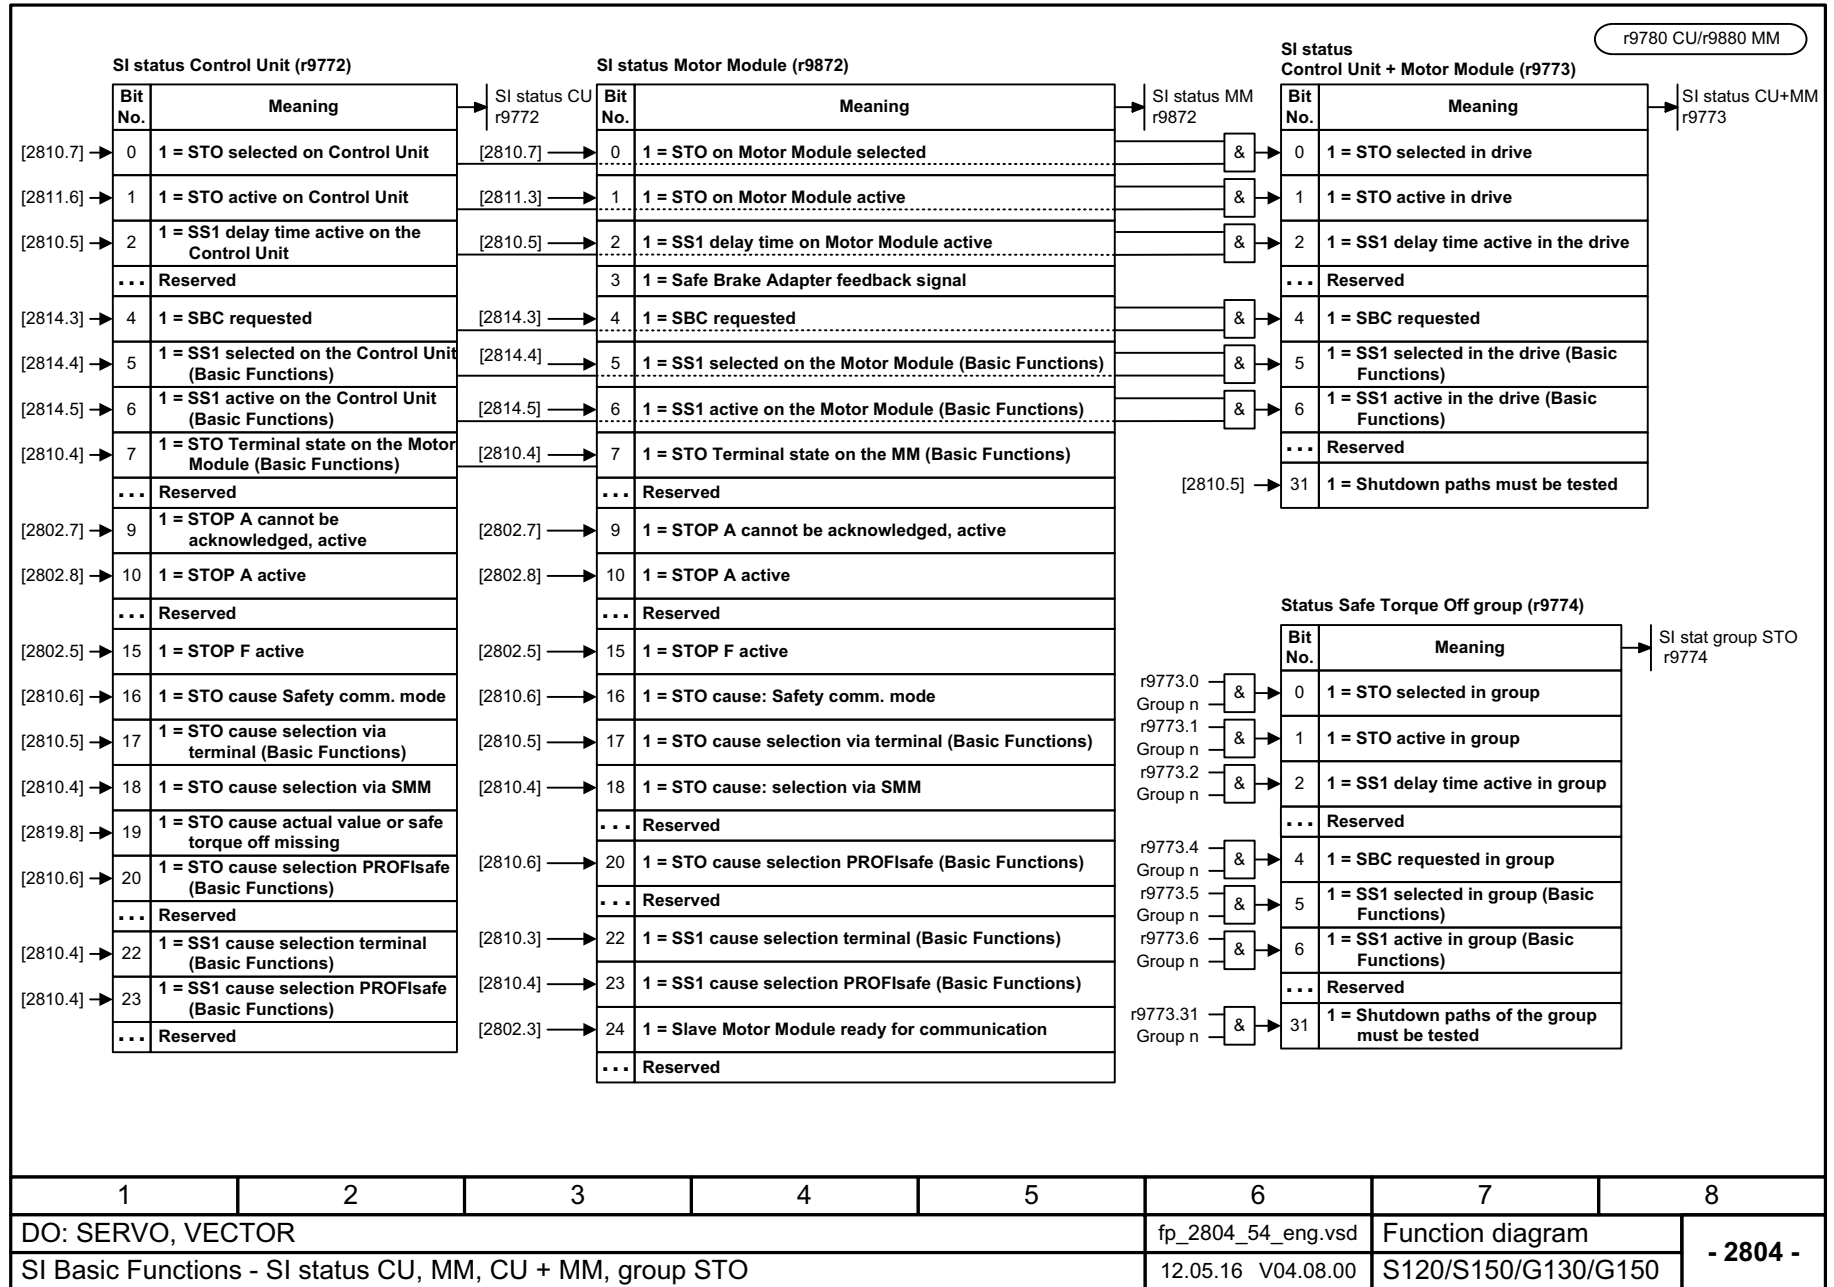 r9780 CU/r9880 MM
SI status Control Unit (r9772)
Bit No. Meaning
SI status CU
r9772
[2810.7] 0 1 = STO selected on Control Unit
[2811.6] 1 1 = STO active on Control Unit
[2810.5] 2 1 = SS1 delay time active on the
Control Unit
... Reserved
[2814.3] 4 1 = SBC requested
[2814.4] 5 1 = SS1 selected on the Control Unit
(Basic Functions)
[2814.5] 6 1 = SS1 active on the Control Unit
(Basic Functions)
[2810.4] 7 1 = STO Terminal state on the Motor
Module (Basic Functions)
... Reserved
[2802.7] 9 1 = STOP A cannot be
acknowledged, active
[2802.8] 10 1 = STOP A active
... Reserved
[2802.5] 15 1 = STOP F active
[2810.6] 16 1 = STO cause Safety comm. mode
[2810.5] 17 1 = STO cause selection via
terminal (Basic Functions)
[2810.4] 18 1 = STO cause selection via SMM
[2819.8] 19 1 = STO cause actual value or safe
torque off missing
[2810.6] 20 1 = STO cause selection PROFIsafe
(Basic Functions)
... Reserved
[2810.4] 22 1 = SS1 cause selection terminal
(Basic Functions)
[2810.4] 23 1 = SS1 cause selection PROFIsafe
(Basic Functions)
... Reserved
SI status Motor Module (r9872)
Bit No. Meaning
SI status MM
r9872
[2810.7] 0 1 = STO on Motor Module selected
[2811.3] 1 1 = STO on Motor Module active
[2810.5] 2 1 = SS1 delay time on Motor Module active
3 1 = Safe Brake Adapter feedback signal
[2814.3] 4 1 = SBC requested
[2814.4] 5 1 = SS1 selected on the Motor Module (Basic Functions)
[2814.5] 6 1 = SS1 active on the Motor Module (Basic Functions)
[2810.4] 7 1 = STO Terminal state on the MM (Basic Functions)
... Reserved
[2802.7] 9 1 = STOP A cannot be acknowledged, active
[2802.8] 10 1 = STOP A active
... Reserved
[2802.5] 15 1 = STOP F active
[2810.6] 16 1 = STO cause: Safety comm. mode
[2810.5] 17 1 = STO cause selection via terminal (Basic Functions)
[2810.4] 18 1 = STO cause: selection via SMM
... Reserved
[2810.6] 20 1 = STO cause selection PROFIsafe (Basic Functions)
... Reserved
[2810.3] 22 1 = SS1 cause selection terminal (Basic Functions)
[2810.4] 23 1 = SS1 cause selection PROFIsafe (Basic Functions)
[2802.3] 24 1 = Slave Motor Module ready for communication
... Reserved
SI status
Control Unit + Motor Module (r9773)
Bit No. Meaning
SI status CU+MM
r9773
& 0 1 = STO selected in drive
& 1 1 = STO active in drive
& 2 1 = SS1 delay time active in the drive
... Reserved
& 4 1 = SBC requested
& 5 1 = SS1 selected in the drive (Basic
Functions)
& 6 1 = SS1 active in the drive (Basic
Functions)
... Reserved
[2810.5] 31 1 = Shutdown paths must be tested
Status Safe Torque Off group (r9774)
Bit No. Meaning
SI stat group STO
r9774
r9773.0
Group n & 0 1 = STO selected in group
r9773.1
Group n & 1 1 = STO active in group
r9773.2
Group n & 2 1 = SS1 delay time active in group
... Reserved
r9773.4
Group n & 4 1 = SBC requested in group
r9773.5
Group n & 5 1 = SS1 selected in group (Basic
Functions)
r9773.6
Group n & 6 1 = SS1 active in group (Basic
Functions)
... Reserved
r9773.31
Group n & 31 1 = Shutdown paths of the group
must be tested
1 2 3 4 5 6 7 8
DO: SERVO, VECTOR fp_2804_54_eng.vsd Function diagram
- 2804 -
SI Basic Functions - SI status CU, MM, CU + MM, group STO 12.05.16 V04.08.00 S120/S150/G130/G150